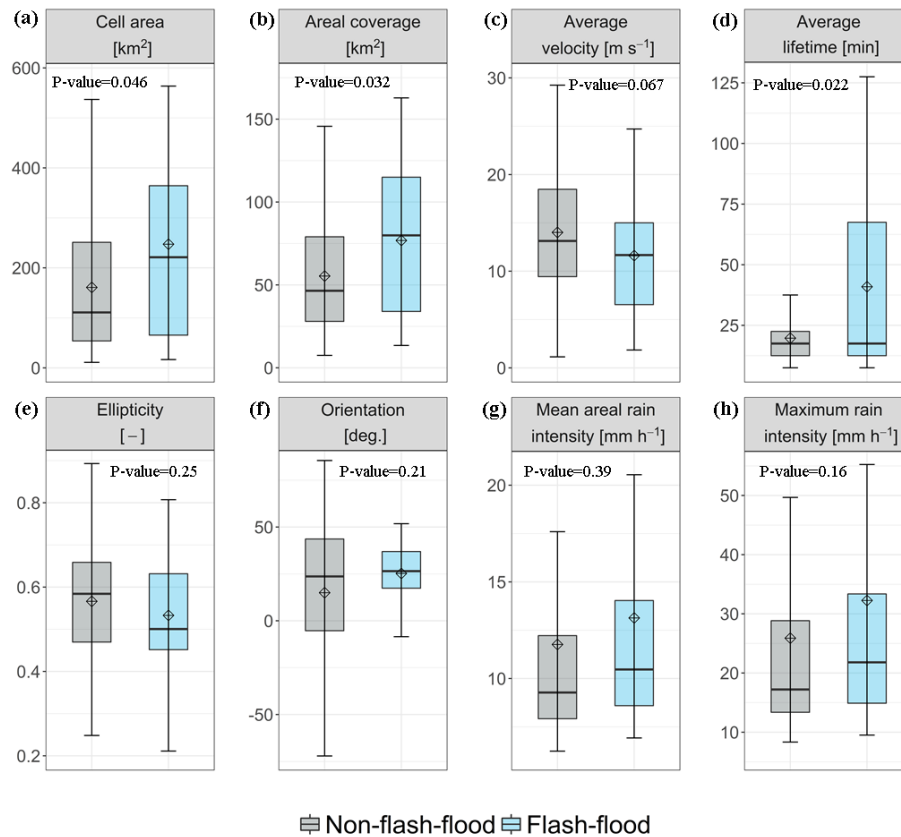 (a) Cell area [km²]
P-value=0.046
600
400
200
0
(b) Areal coverage [km²]
P-value=0.032
150
100
50
0
(c) Average velocity [m s⁻¹]
P-value=0.067
30
20
10
0
(d) Average lifetime [min]
P-value=0.022
125
100
75
50
25
(e) Ellipticity [−]
P-value=0.25
0.8
0.6
0.4
0.2
(f) Orientation [deg.]
P-value=0.21
50
0
-50
(g) Mean areal rain intensity [mm h⁻¹]
P-value=0.39
20
15
10
(h) Maximum rain intensity [mm h⁻¹]
P-value=0.16
50
40
30
20
10
Non-flash-flood Flash-flood